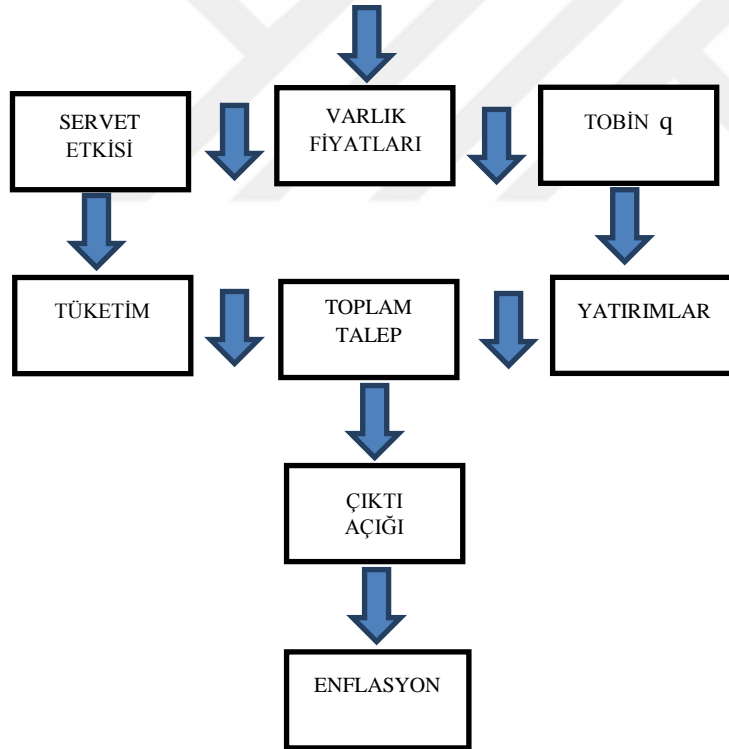 SERVET
ETKİSİ
VARLIK
FİYATLARI
TOBİN q
TÜKETİM
TOPLAM
TALEP
YATIRIMLAR
ÇIKTI
AÇIĞI
ENFLASYON